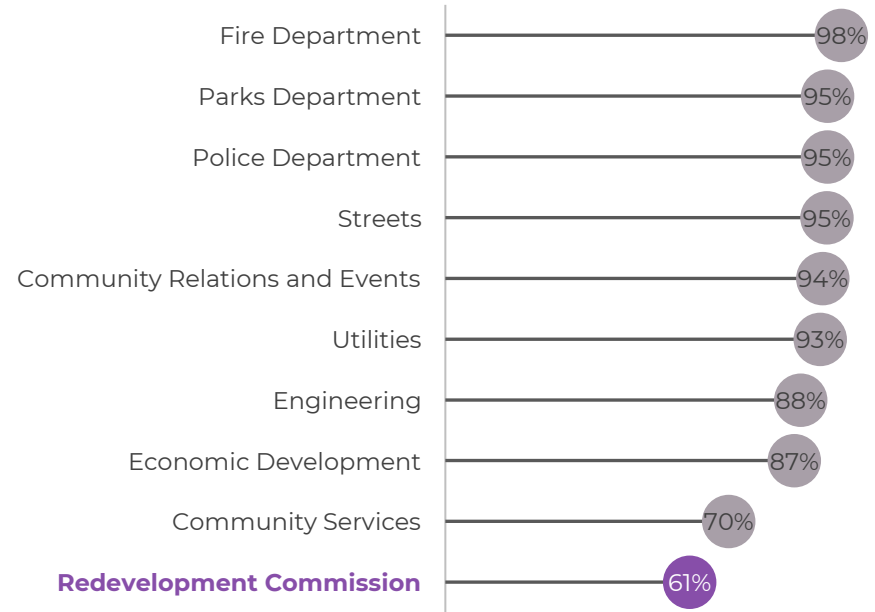 Fire Department 98%
Parks Department 95%
Police Department 95%
Streets 95%
Community Relations and Events 94%
Utilities 93%
Engineering 88%
Economic Development 87%
Community Services 70%
Redevelopment Commission 61%